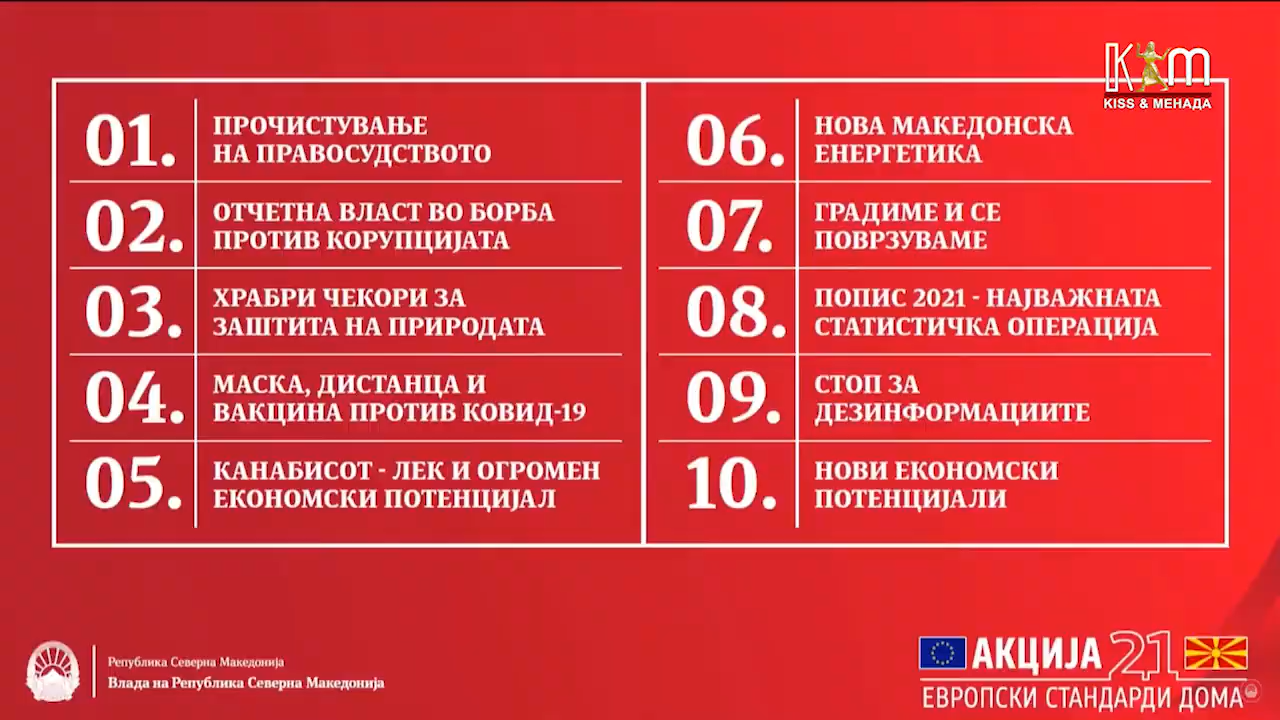 KM
KISS & МЕНАДА
01. ПРОЧИСТУВАЊЕ
НА ПРАВОСУДСТВОТО
02. ОТЧЕТНА ВЛАСТ ВО БОРБА
ПРОТИВ КОРУПЦИЈАТА
03. ХРАБРИ ЧЕКОРИ ЗА
ЗАШТИТА НА ПРИРОДАТА
04. МАСКА, ДИСТАНЦА И
ВАКЦИНА ПРОТИВ КОВИД-19
05. КАНАБИСОТ - ЛЕК И ОГРОМЕН
ЕКОНОМСКИ ПОТЕНЦИЈАЛ
06. НОВА МАКЕДОНСКА
ЕНЕРГЕТИКА
07. ГРАДИМЕ И СЕ
ПОВРЗУВАМЕ
08. ПОПИС 2021 - НАЈВАЖНАТА
СТАТИСТИЧКА ОПЕРАЦИЈА
09. СТОП ЗА
ДЕЗИНФОРМАЦИИТЕ
10. НОВИ ЕКОНОМСКИ
ПОТЕНЦИЈАЛИ
Република Северна Македонија
Влада на Република Северна Македонија
АКЦИЈА 21
ЕВРОПСКИ СТАНДАРДИ ДОМА